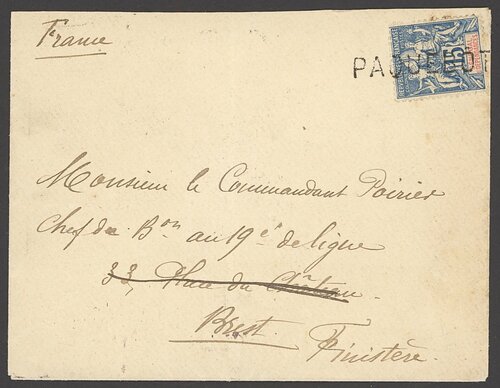 France
PAQUEBOT
15
Monsieur le Commandant Poirier
Chef de Bon au 19e de ligne
33, Place du Château.
Brest.
Finistère.